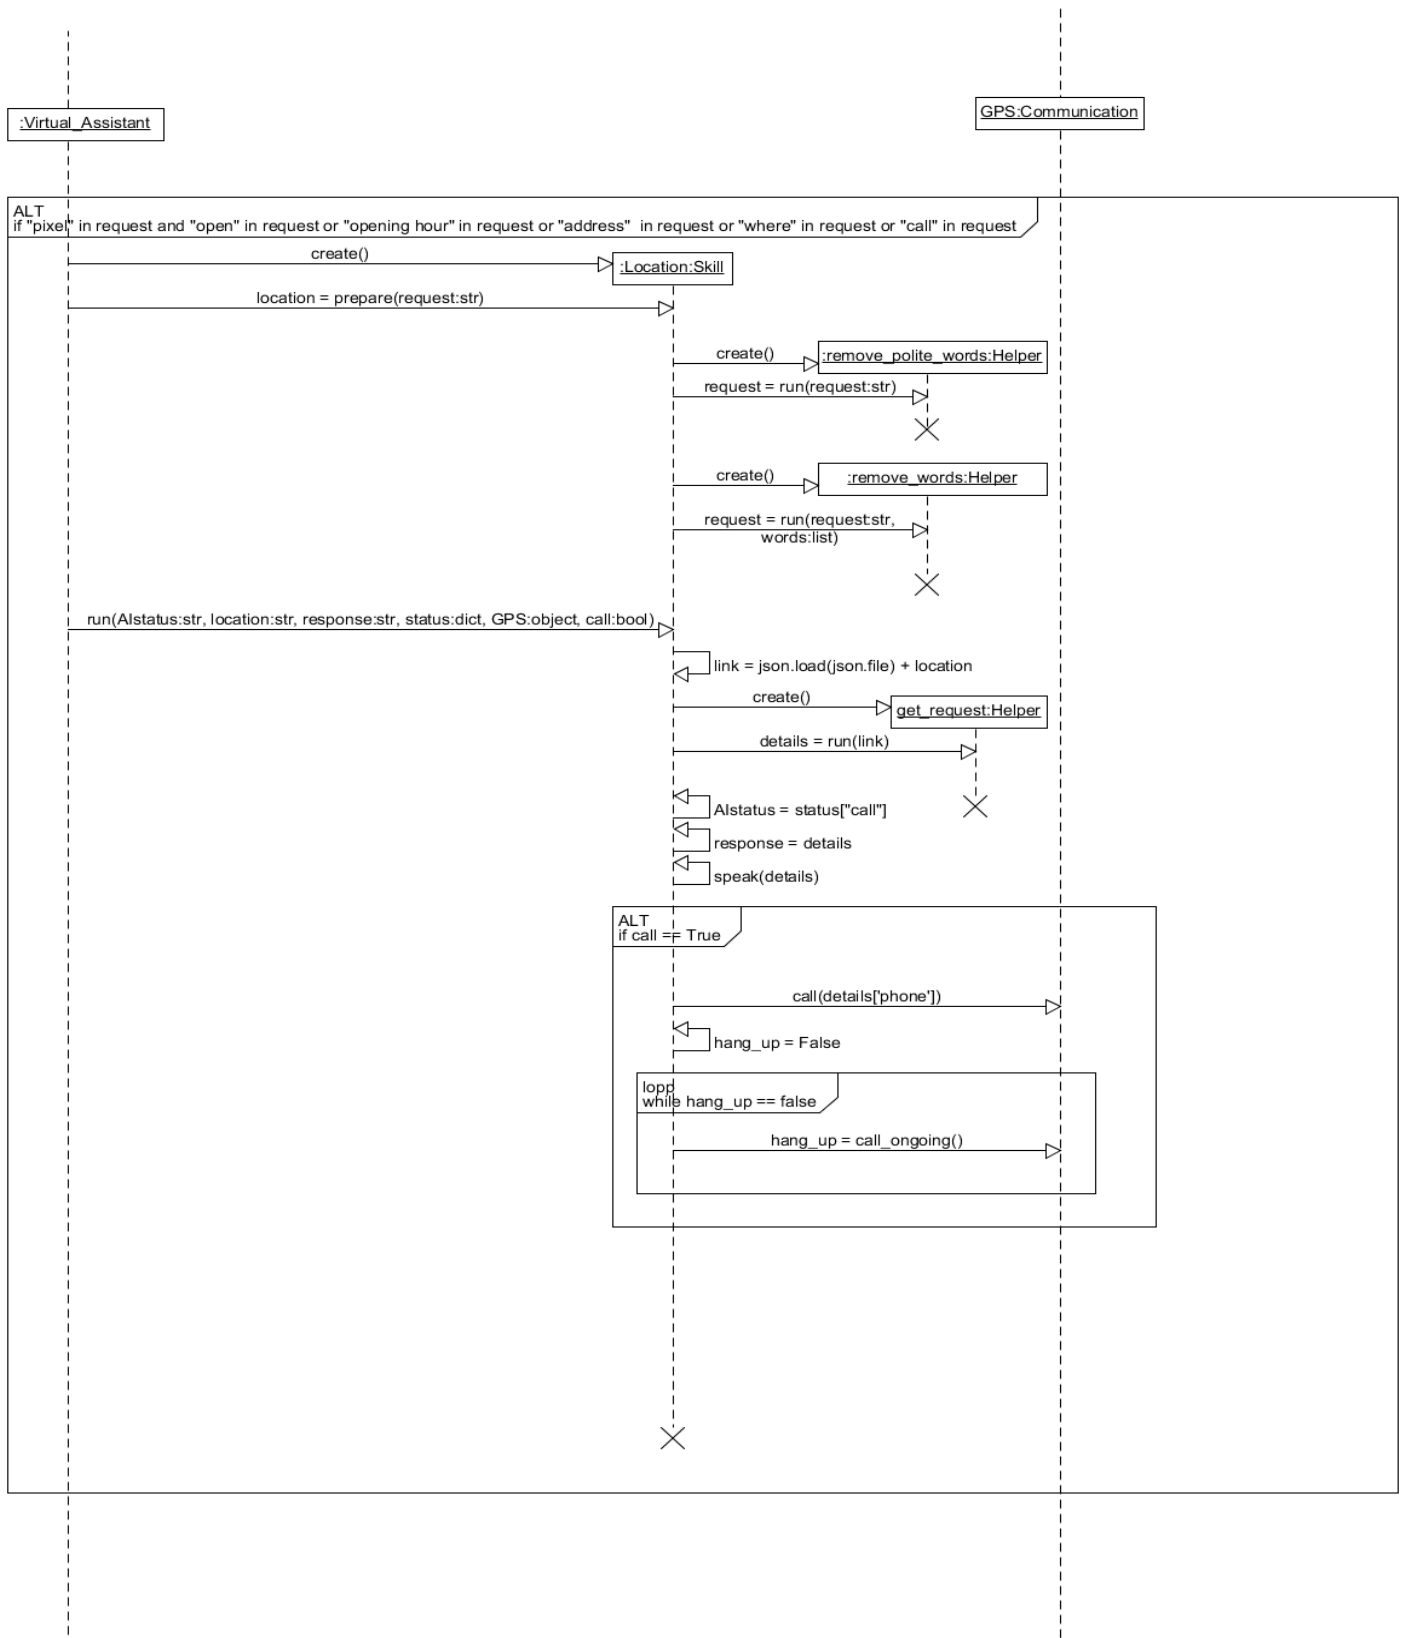 :Virtual_Assistant
GPS:Communication
ALT
if "pixel" in request and "open" in request or "opening hour" in request or "address"  in request or "where" in request or "call" in request
create()
:Location:Skill
location = prepare(request:str)
create()
:remove_polite_words:Helper
request = run(request:str)
create()
:remove_words:Helper
request = run(request:str,
words:list)
run(AIstatus:str, location:str, response:str, status:dict, GPS:object, call:bool)
link = json.load(json.file) + location
create()
get_request:Helper
details = run(link)
AIstatus = status["call"]
response = details
speak(details)
ALT
if call == True
call(details['phone'])
hang_up = False
lopp
while hang_up == false
hang_up = call_ongoing()